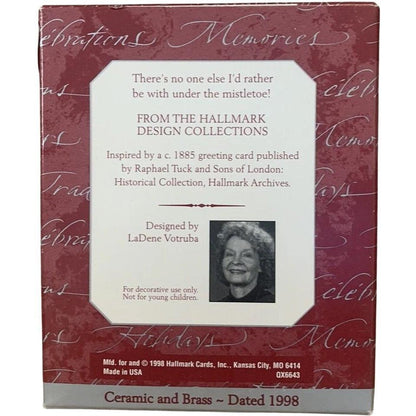 Celebrations
Memories
There's no one else I'd rather
be with under the mistletoe!
FROM THE HALLMARK
DESIGN COLLECTIONS
Inspired by a c. 1885 greeting card published
by Raphael Tuck and Sons of London:
Historical Collection, Hallmark Archives.
Designed by
LaDene Votruba
For decorative use only.
Not for young children.
Holidays
Memories
Mfd. for and © 1998 Hallmark Cards, Inc., Kansas City, MO 6414
Made in USA
QX6643
Ceramic and Brass ~ Dated 1998